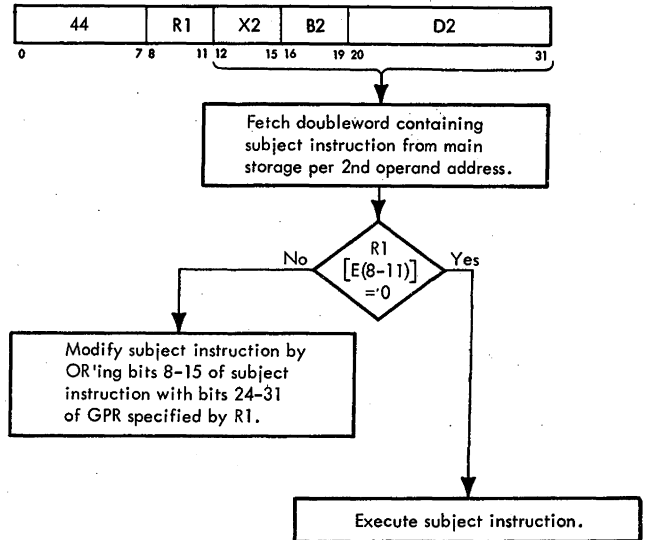 44 R1 X2 B2 D2
0 7 8 11 12 15 16 19 20 31
Fetch doubleword containing
subject instruction from main
storage per 2nd operand address.
R1
[E(8-11)]
=0
No
Yes
Modify subject instruction by
OR'ing bits 8-15 of subject
instruction with bits 24-31
of GPR specified by R1.
Execute subject instruction.